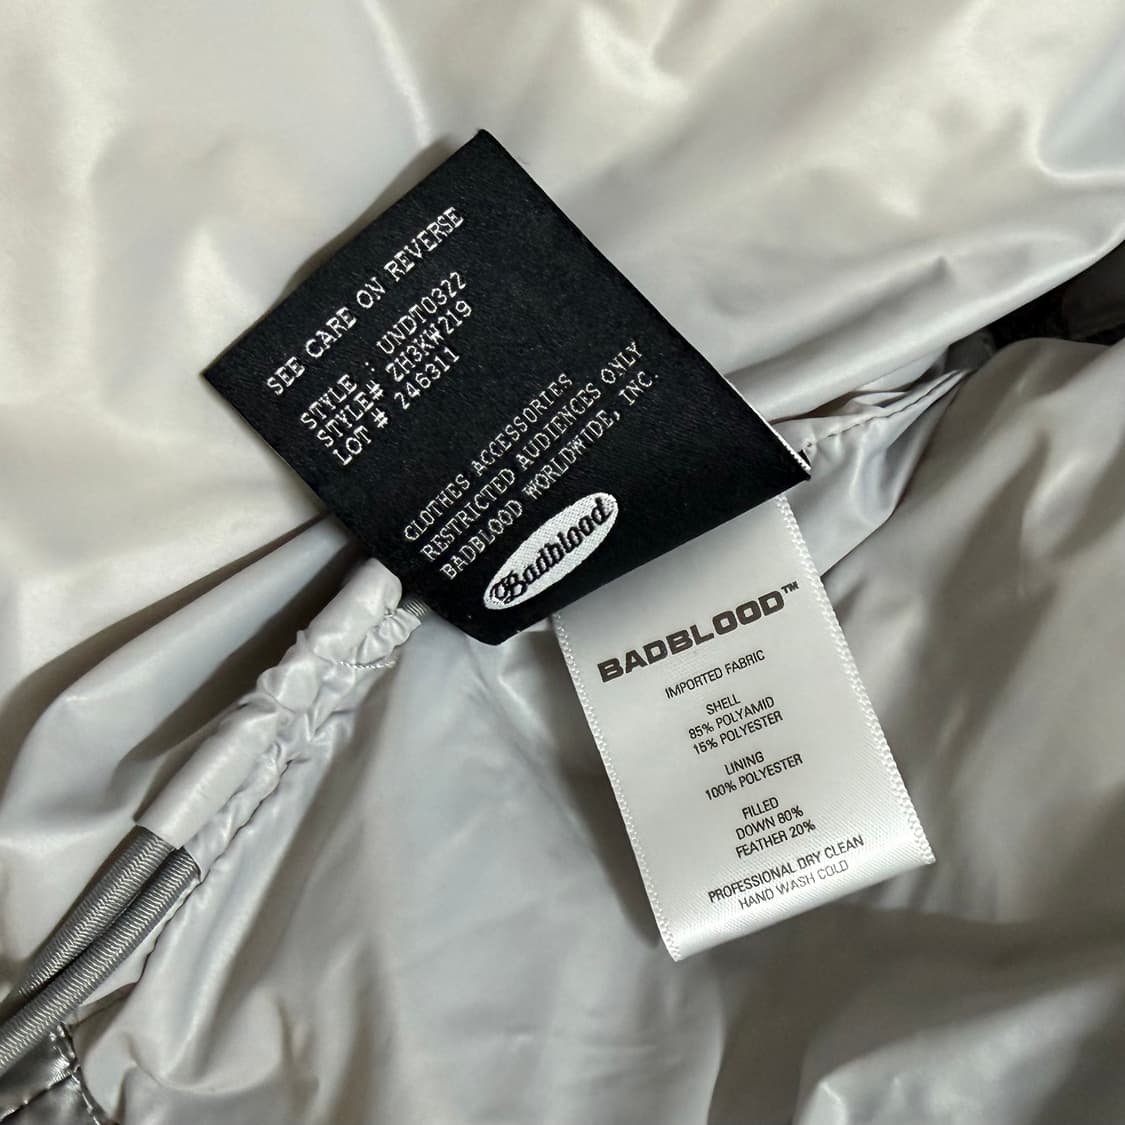 SEE CARE ON REVERSE
STYLE : UNDT0322
STYLE# ZH3KW219
LOT # 246311
CLOTHES ACCESSORIES
RESTRICTED AUDIENCES ONLY
BADBLOOD WORLDWIDE, INC.
Badblood
BADBLOOD™
IMPORTED FABRIC
SHELL
85% POLYAMID
15% POLYESTER
LINING
100% POLYESTER
FILLED
DOWN 80%
FEATHER 20%
PROFESSIONAL DRY CLEAN
HAND WASH COLD